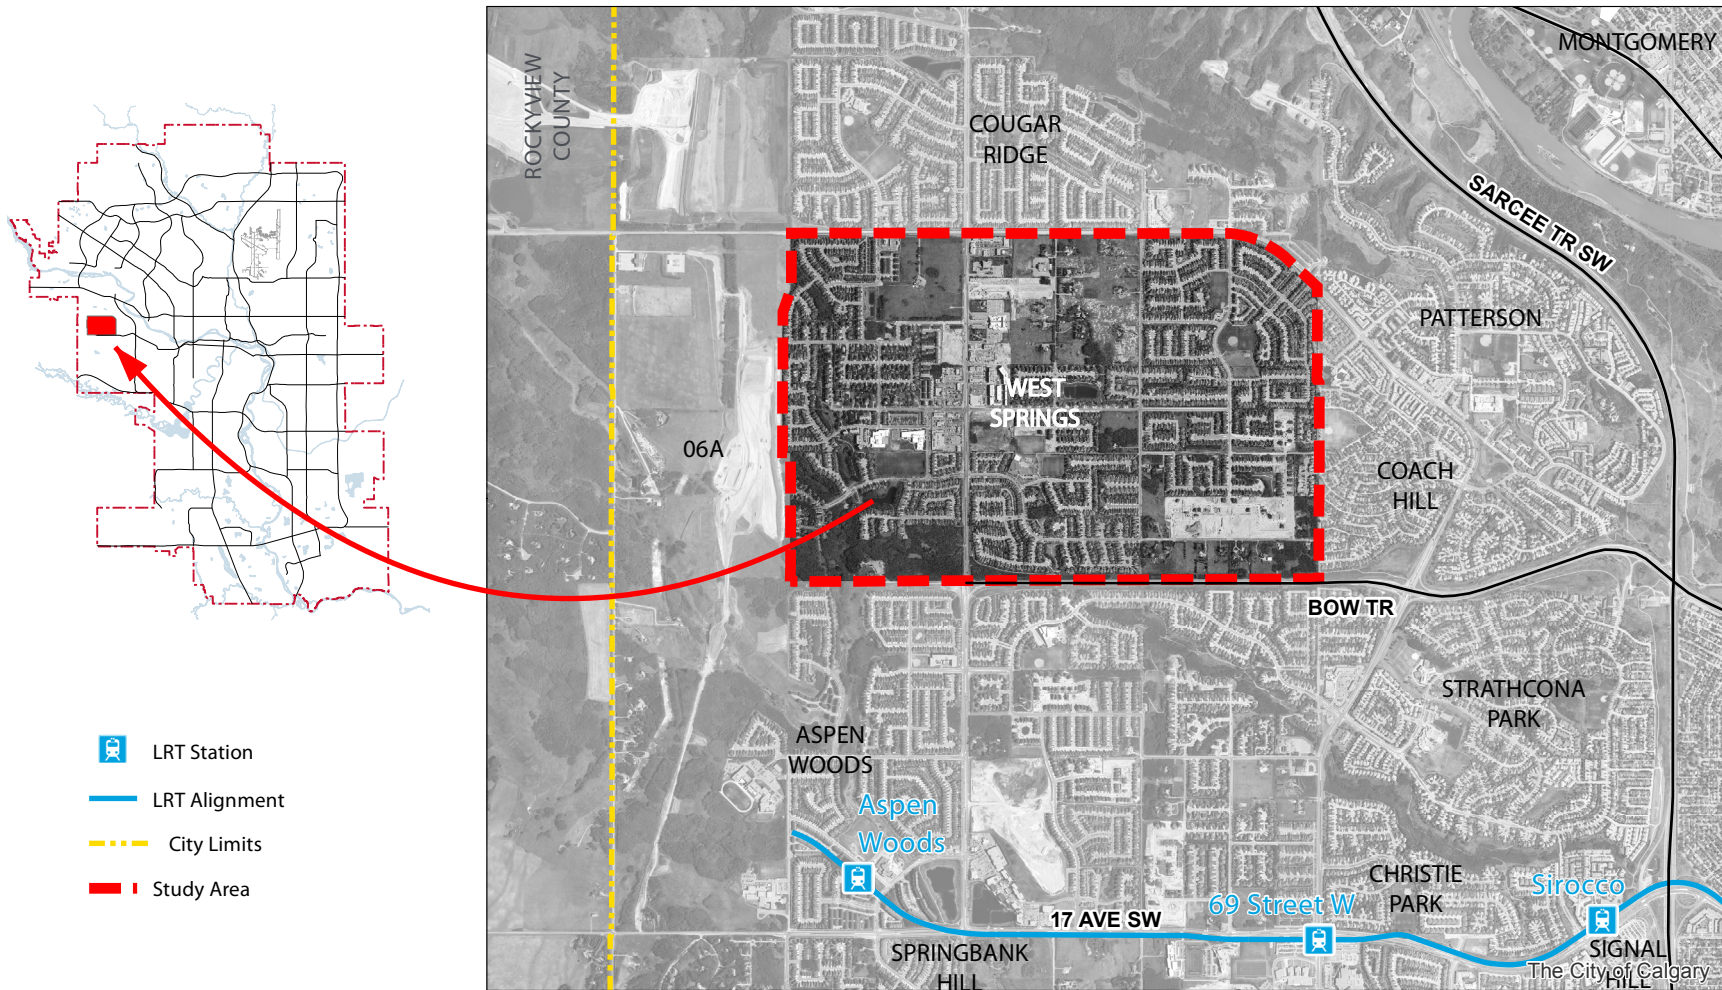 MONTGOMERY
ROCKYVIEW
COUNTY
COUGAR
RIDGE
SARCEE TR SW
PATTERSON
WEST
SPRINGS
06A
COACH
HILL
BOW TR
STRATHCONA
PARK
ASPEN
WOODS
Aspen
Woods
CHRISTIE
PARK
Sirocco
69 Street W
17 AVE SW
SPRINGBANK
HILL
SIGNAL
HILL
The City of Calgary
LRT Station
LRT Alignment
City Limits
Study Area